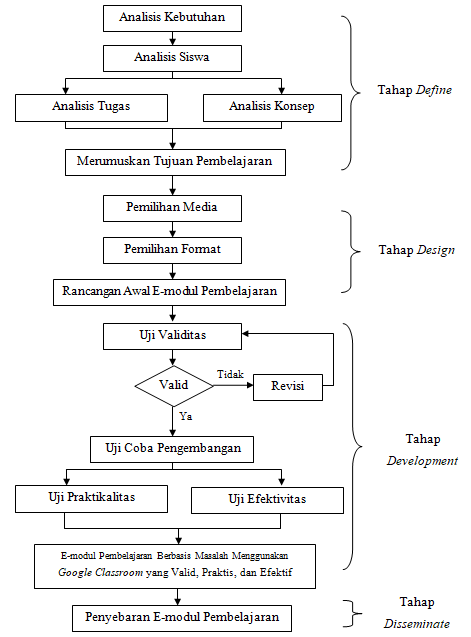 Analisis Kebutuhan
Analisis Siswa
Analisis Tugas
Analisis Konsep
Merumuskan Tujuan Pembelajaran
Tahap Define
Pemilihan Media
Pemilihan Format
Rancangan Awal E-modul Pembelajaran
Tahap Design
Uji Validitas
Valid
Tidak
Revisi
Ya
Uji Coba Pengembangan
Uji Praktikalitas
Uji Efektivitas
E-modul Pembelajaran Berbasis Masalah Menggunakan
Google Classroom yang Valid, Praktis, dan Efektif
Tahap
Development
Penyebaran E-modul Pembelajaran
Tahap
Disseminate